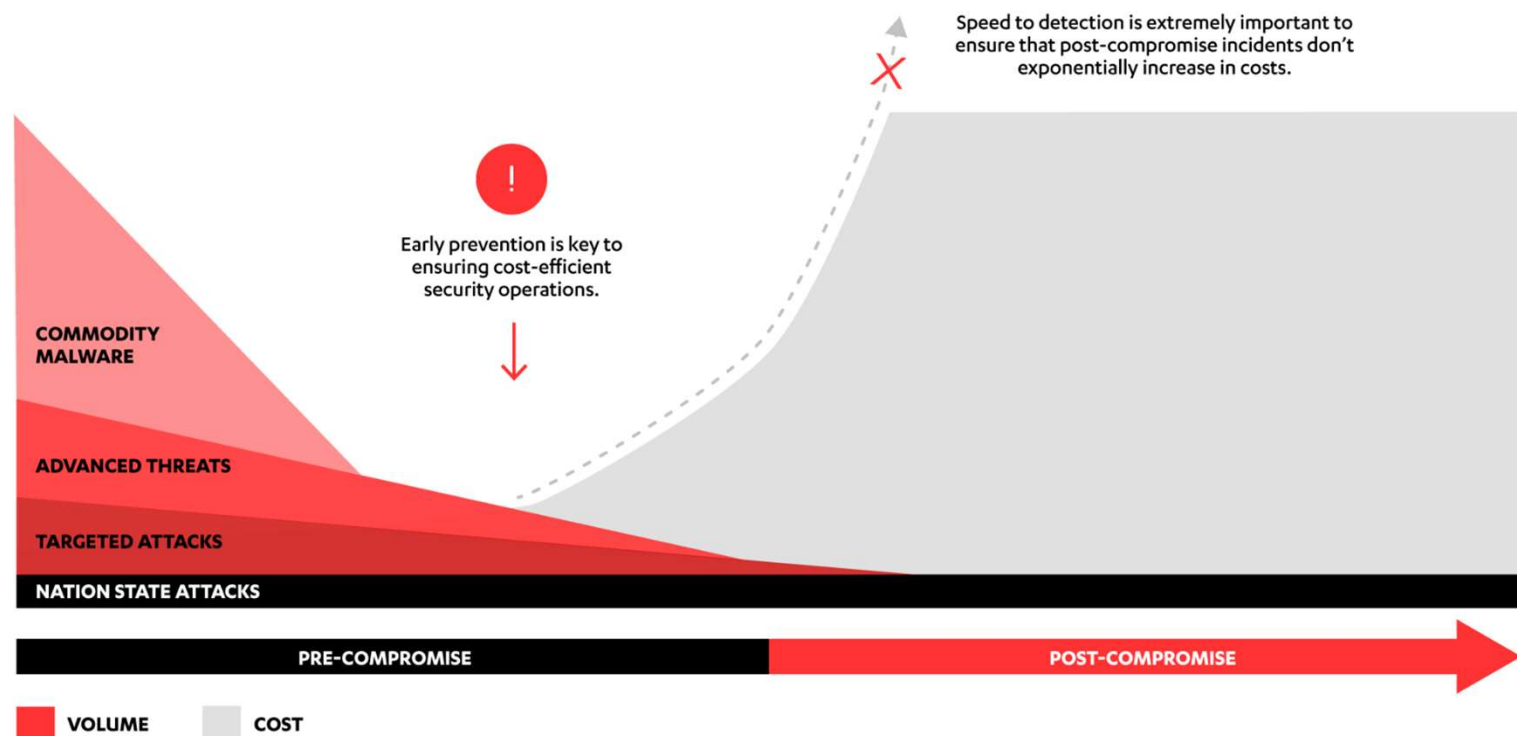 Speed to detection is extremely important to
ensure that post-compromise incidents don’t
exponentially increase in costs.
!
Early prevention is key to
ensuring cost-efficient
security operations.
COMMODITY
MALWARE
ADVANCED THREATS
TARGETED ATTACKS
NATION STATE ATTACKS
PRE-COMPROMISE
POST-COMPROMISE
VOLUME
COST